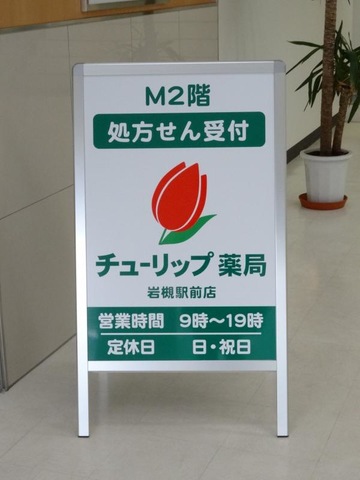 M2階
処方せん受付
チューリップ薬局
岩槻駅前店
営業時間 9時～19時
定休日 日・祝日